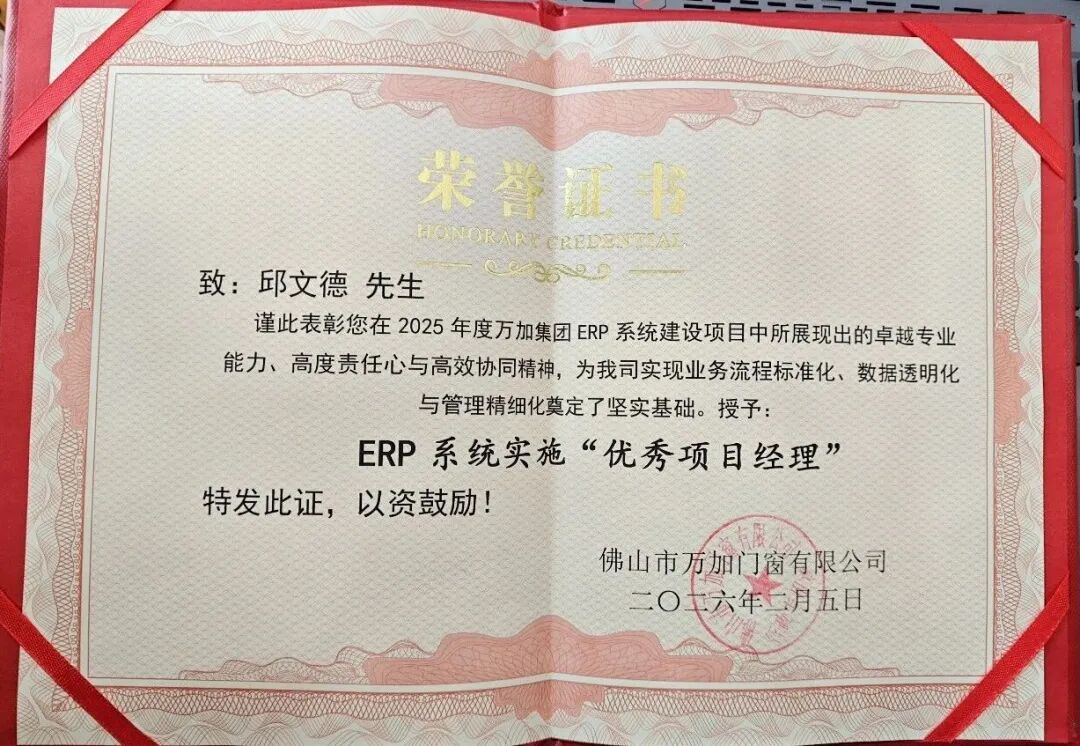 荣誉证书
HONORARY CREDENTIAL
致：邱文德 先生
谨此表彰您在 2025 年度万加集团 ERP 系统建设项目中所展现出的卓越专业
能力、高度责任心与高效协同精神，为我司实现业务流程标准化、数据透明化
与管理精细化奠定了坚实基础。授予：
ERP 系统实施“优秀项目经理”
特发此证，以资鼓励！
佛山市万加门窗有限公司
二〇二六年二月五日